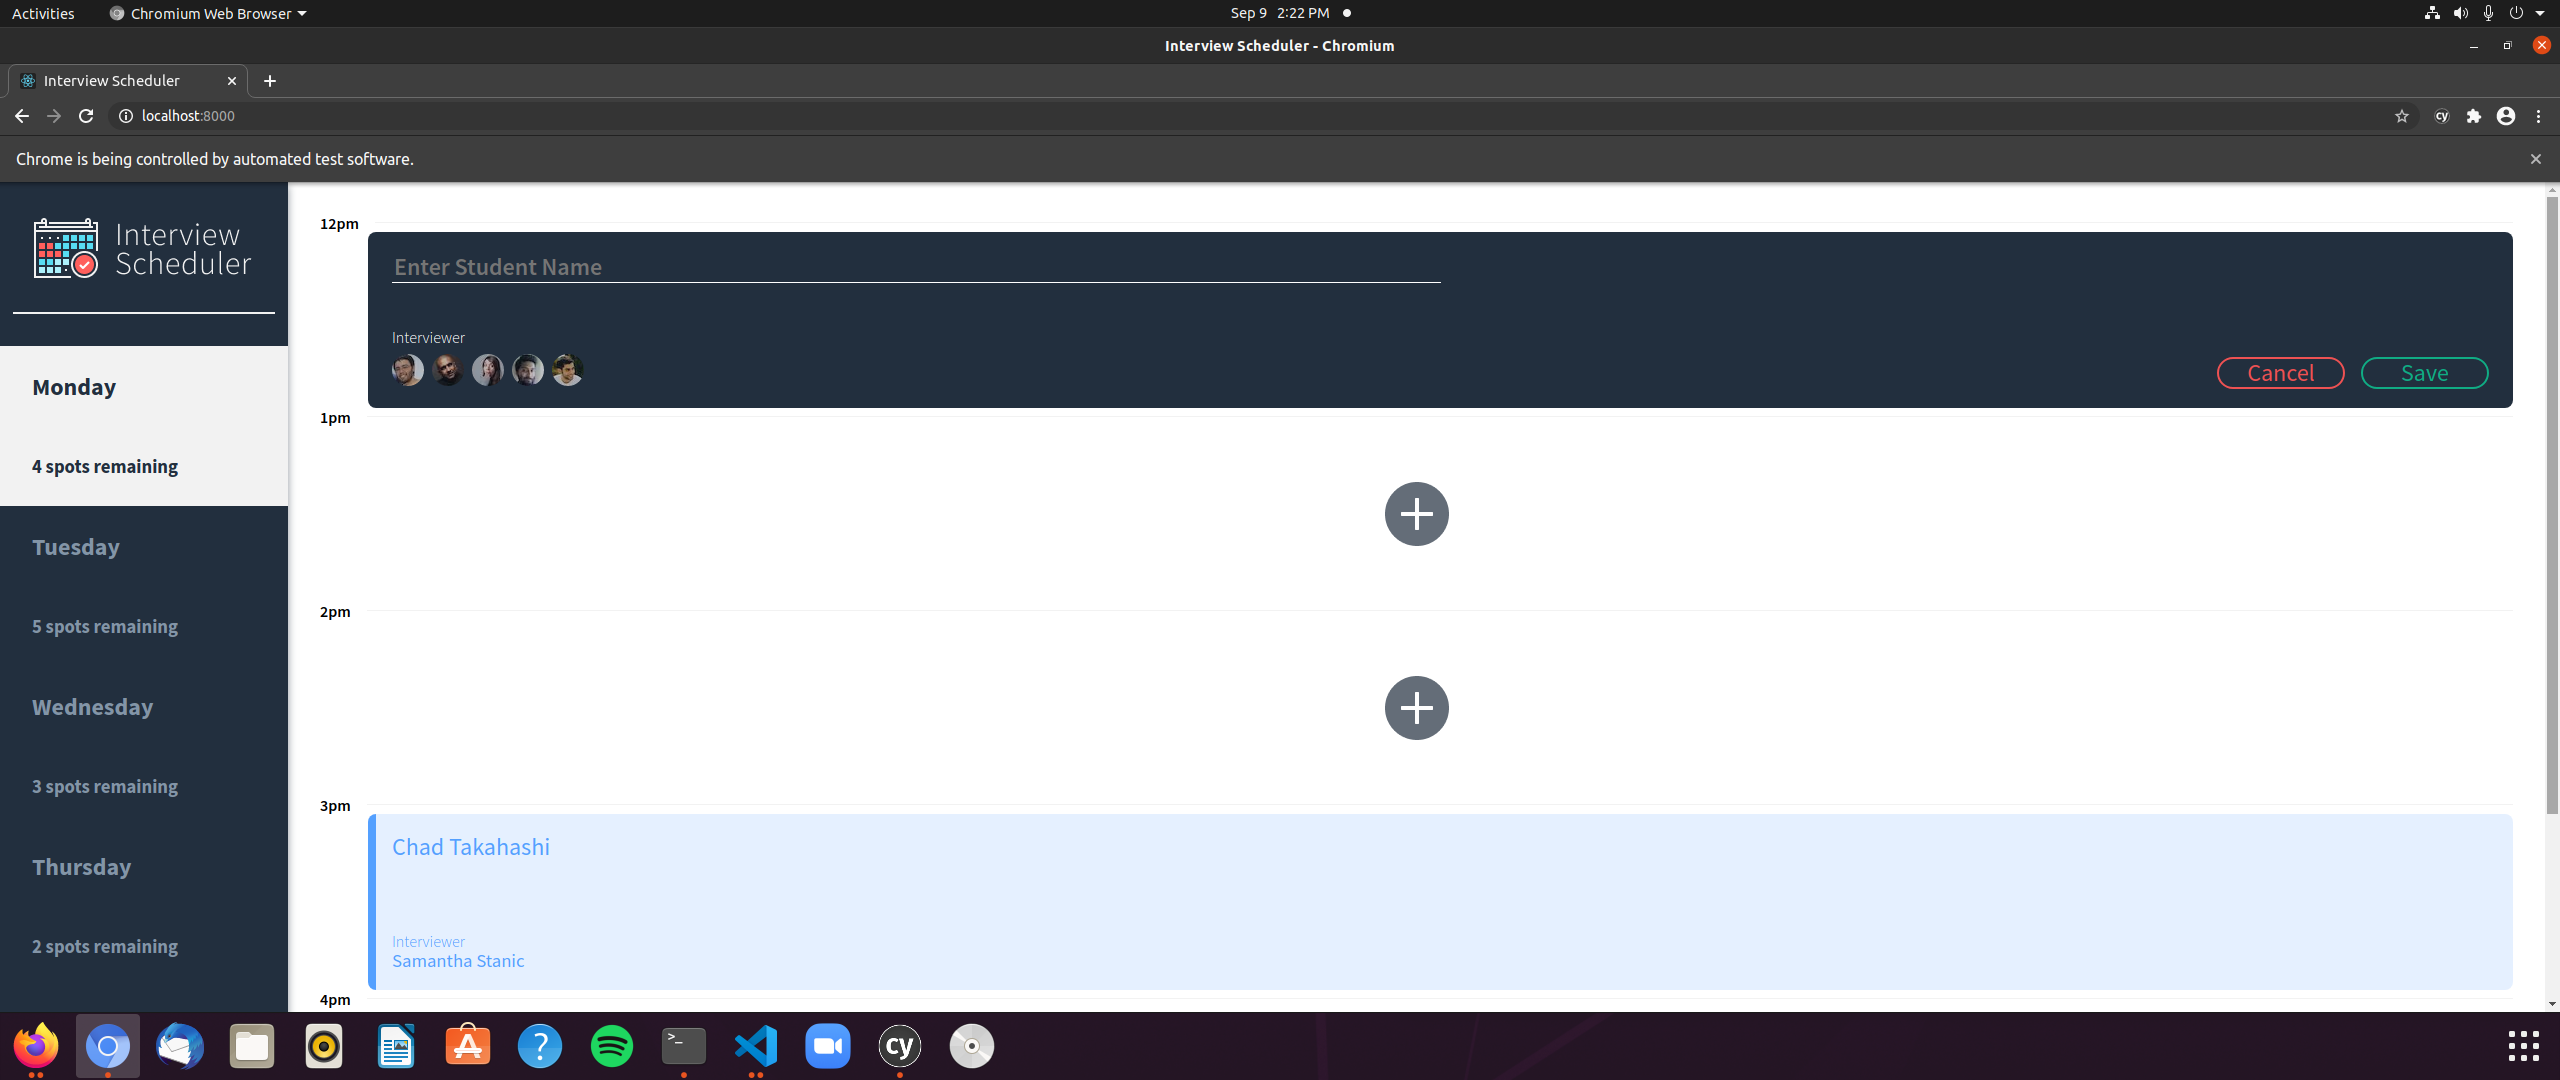 Activities
Chromium Web Browser
Sep 9 2:22 PM
Interview Scheduler - Chromium
Interview Scheduler
localhost:8000
cy
Chrome is being controlled by automated test software.
Interview
Scheduler
Monday
4 spots remaining
Tuesday
5 spots remaining
Wednesday
3 spots remaining
Thursday
2 spots remaining
12pm
Enter Student Name
Interviewer
Cancel
Save
1pm
2pm
3pm
Chad Takahashi
Interviewer
Samantha Stanic
4pm
>_
cy